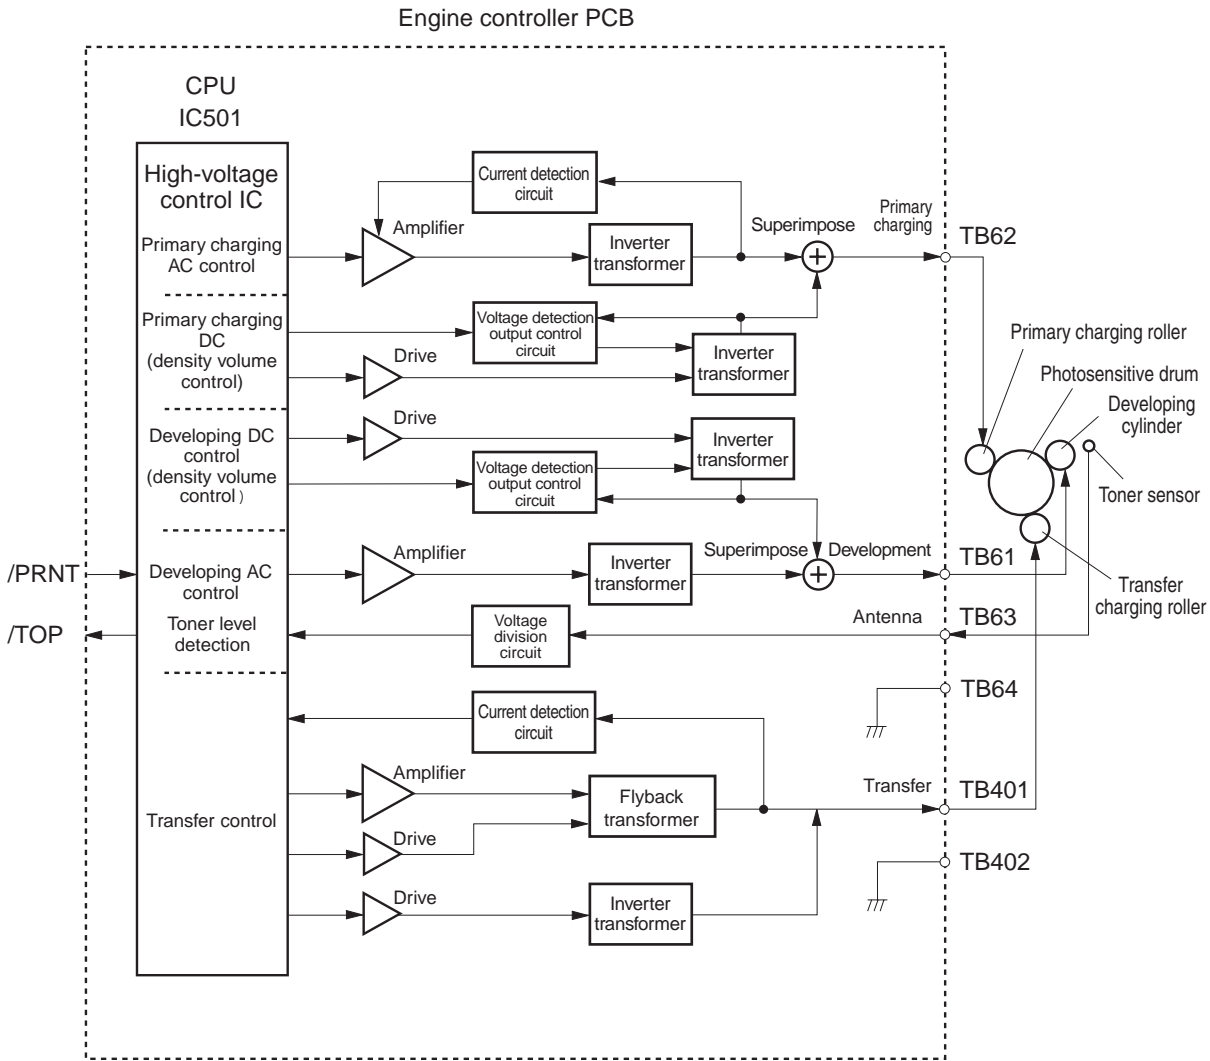 Engine controller PCB
CPU
IC501
High-voltage
control IC
Primary charging
AC control
Primary charging
DC
(density volume
control)
Developing DC
control
(density volume
control)
Developing AC
control
Toner level
detection
Transfer control
/PRNT
/TOP
Current detection
circuit
Amplifier
Inverter
transformer
Superimpose
Primary
charging
TB62
Voltage detection
output control
circuit
Drive
Inverter
transformer
Drive
Inverter
transformer
Voltage detection
output control
circuit
Amplifier
Inverter
transformer
Superimpose
Development
TB61
Voltage
division
circuit
Antenna
TB63
TB64
Current detection
circuit
Amplifier
Flyback
transformer
Transfer
TB401
Drive
TB402
Drive
Inverter
transformer
Primary charging roller
Photosensitive drum
Developing
cylinder
Toner sensor
Transfer
charging roller